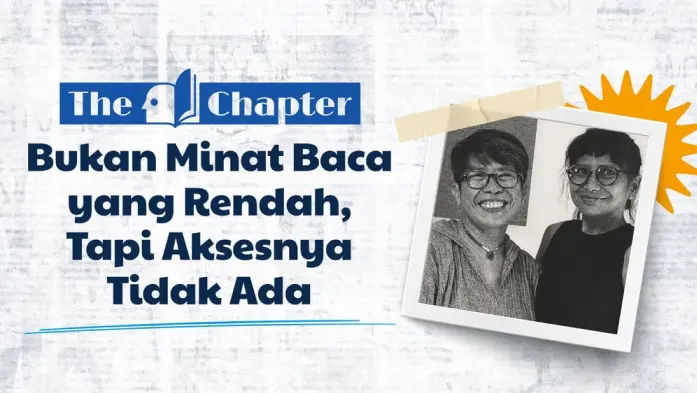 The Chapter
Bukan Minat Baca
yang Rendah,
Tapi Aksesnya
Tidak Ada